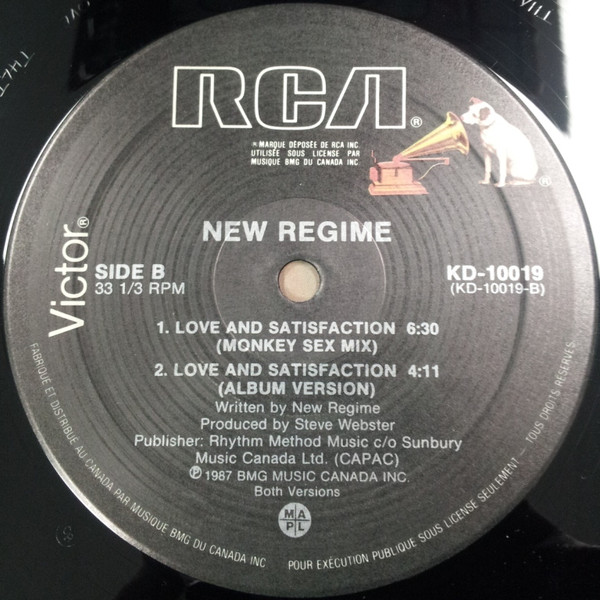 RCA®
* MARQUE DÉPOSÉE DE RCA INC.
UTILISÉE SOUS LICENSE PAR
MUSIQUE BMG DU CANADA INC.
®
Victor®
NEW REGIME
SIDE B
33 1/3 RPM
KD-10019
(KD-10019-B)
1. LOVE AND SATISFACTION 6:30
(MONKEY SEX MIX)
2. LOVE AND SATISFACTION 4:11
(ALBUM VERSION)
Written by New Regime
Produced by Steve Webster
Publisher: Rhythm Method Music c/o Sunbury
Music Canada Ltd. (CAPAC)
℗ 1987 BMG MUSIC CANADA INC.
Both Versions
M A
P L
FABRIQUÉ ET DISTRIBUÉ AU CANADA PAR MUSIQUE BMG DU CANADA INC
POUR EXÉCUTION PUBLIQUE SOUS LICENSE SEULEMENT — TOUS DROITS RESERVÉS.